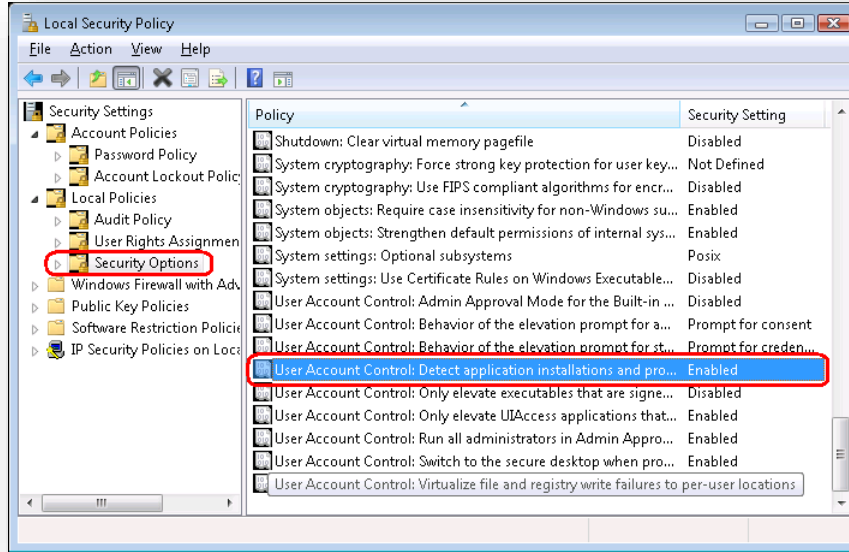 Local Security Policy
File Action View Help
Security Settings
Account Policies
Password Policy
Account Lockout Polic
Local Policies
Audit Policy
User Rights Assignmen
Security Options
Windows Firewall with Adv
Public Key Policies
Software Restriction Policie
IP Security Policies on Loca
Policy Security Setting
Shutdown: Clear virtual memory pagefile Disabled
System cryptography: Force strong key protection for user key... Not Defined
System cryptography: Use FIPS compliant algorithms for encr... Disabled
System objects: Require case insensitivity for non-Windows su... Enabled
System objects: Strengthen default permissions of internal sys... Enabled
System settings: Optional subsystems Posix
System settings: Use Certificate Rules on Windows Executable... Disabled
User Account Control: Admin Approval Mode for the Built-in ... Disabled
User Account Control: Behavior of the elevation prompt for a... Prompt for consent
User Account Control: Behavior of the elevation prompt for st... Prompt for creden...
User Account Control: Detect application installations and pro... Enabled
User Account Control: Only elevate executables that are signe... Disabled
User Account Control: Only elevate UIAccess applications that... Enabled
User Account Control: Run all administrators in Admin Appro... Enabled
User Account Control: Switch to the secure desktop when pro... Enabled
User Account Control: Virtualize file and registry write failures to per-user locations